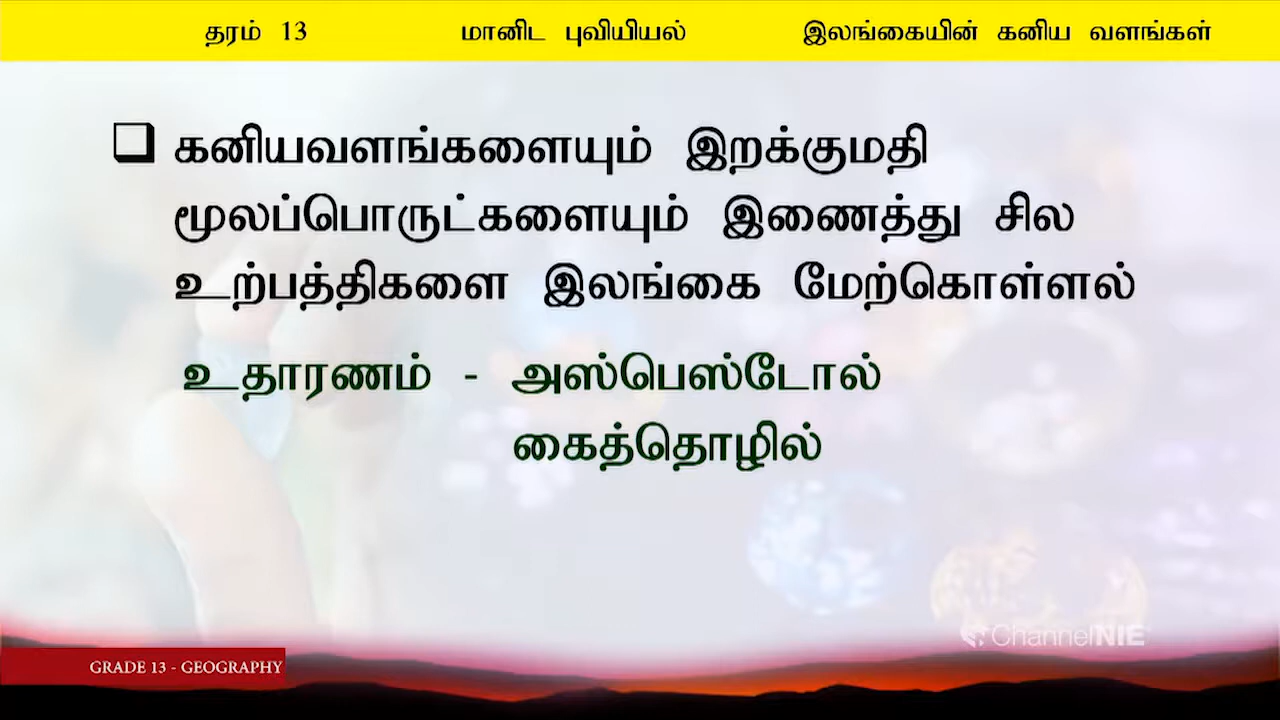 தரம் 13 மானிட புவியியல் இலங்கையின் கனிய வளங்கள்
❑ கனியவளங்களையும் இறக்குமதி
மூலப்பொருட்களையும் இணைத்து சில
உற்பத்திகளை இலங்கை மேற்கொள்ளல்
உதாரணம் - அஸ்பெஸ்டோல்
கைத்தொழில்
ChannelNIE
GRADE 13 - GEOGRAPHY